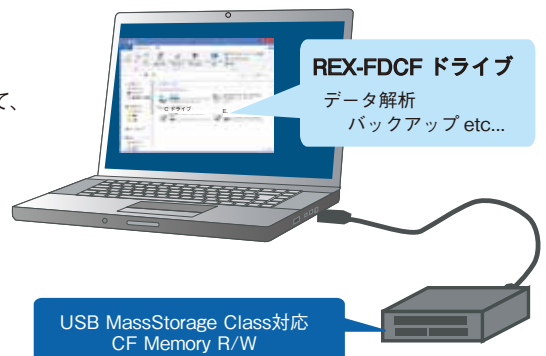 REX-FDCF ドライブ
て、
データ解析
バックアップ etc...
C ドライブ
USB MassStorage Class対応
CF Memory R/W